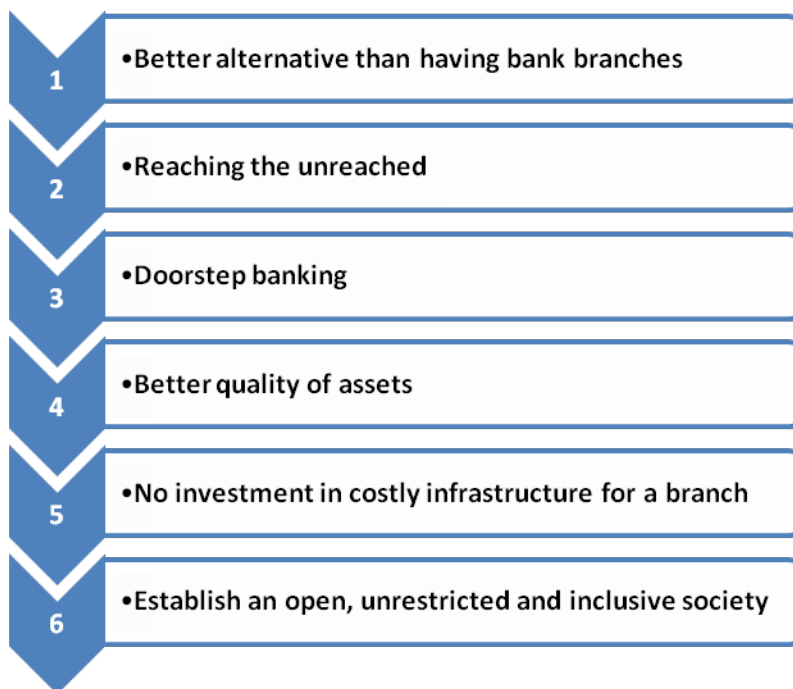 1
•Better alternative than having bank branches
2
•Reaching the unreached
3
•Doorstep banking
4
•Better quality of assets
5
•No investment in costly infrastructure for a branch
6
•Establish an open, unrestricted and inclusive society